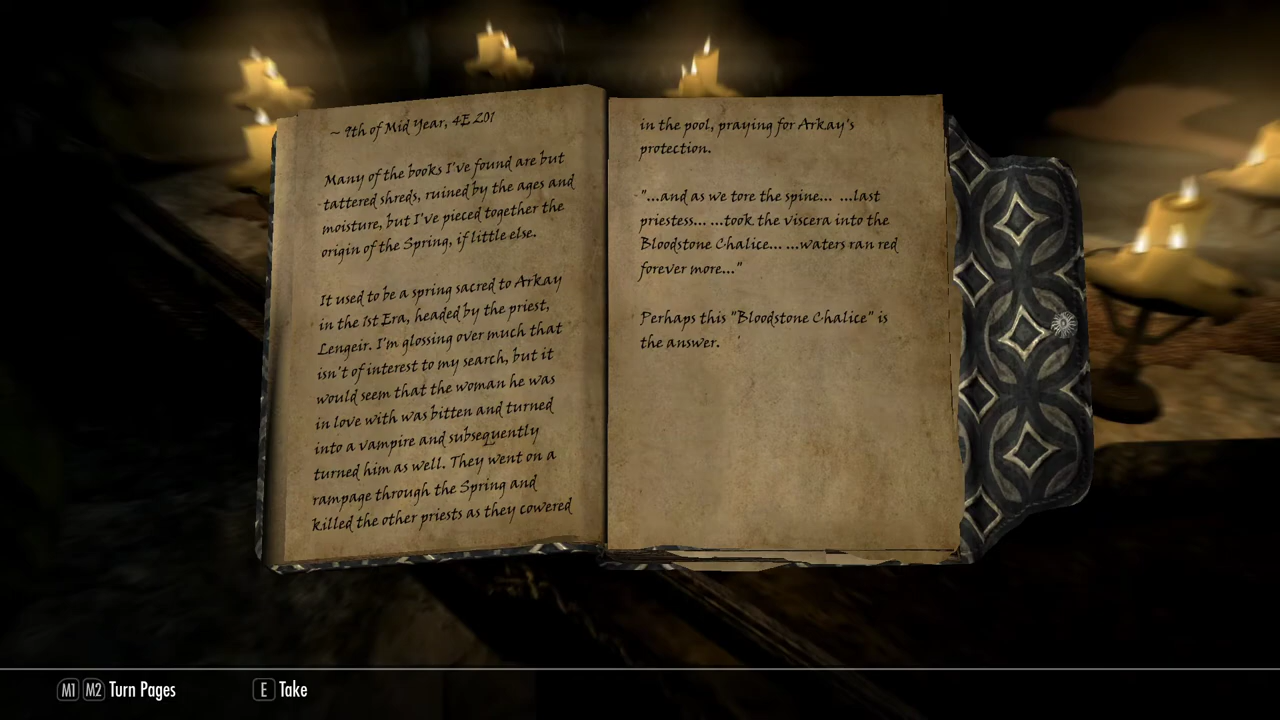 ~ 9th of Mid Year, 4E 201
Many of the books I've found are but
tattered shreds, ruined by the ages and
moisture, but I've pieced together the
origin of the Spring, if little else.
It used to be a spring sacred to Arkay
in the 1st Era, headed by the priest,
Lengeir. I'm glossing over much that
isn't of interest to my search, but it
would seem that the woman he was
in love with was bitten and turned
into a vampire and subsequently
turned him as well. They went on a
rampage through the Spring and
killed the other priests as they cowered
in the pool, praying for Arkay's
protection.
"...and as we tore the spine... ...last
priestess... ...took the viscera into the
Bloodstone Chalice... ...waters ran red
forever more..."
Perhaps this "Bloodstone Chalice" is
the answer.
M1 M2 Turn Pages
E Take